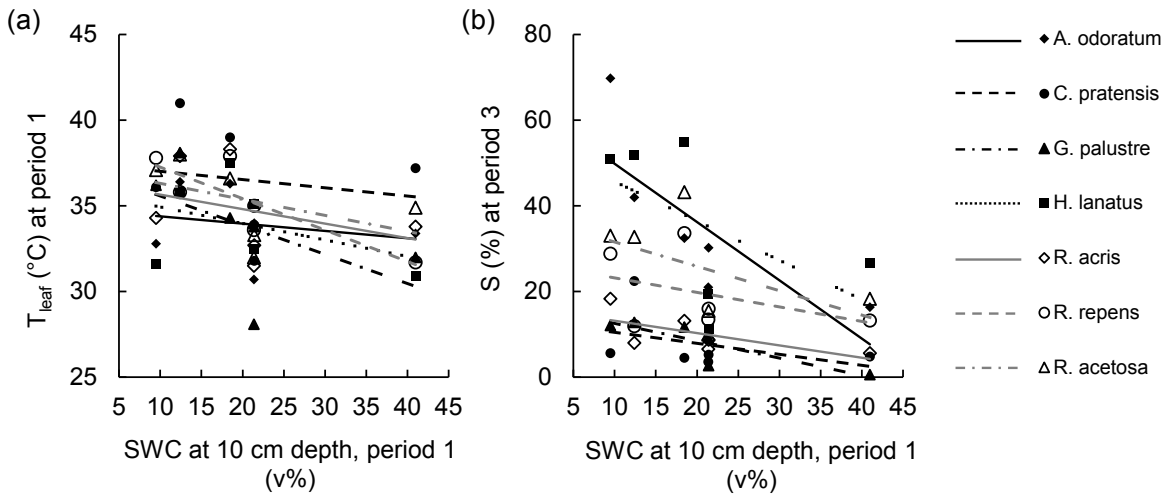 (a)
T_leaf (°C) at period 1
40
35
30
25
5 10 15 20 25 30 35 40 45
SWC at 10 cm depth, period 1
(v%)
(b)
S (%) at period 3
80
60
40
20
0
5 10 15 20 25 30 35 40 45
SWC at 10 cm depth, period 1
(v%)
A. odoratum
C. pratensis
G. palustre
H. lanatus
R. acris
R. repens
R. acetosa